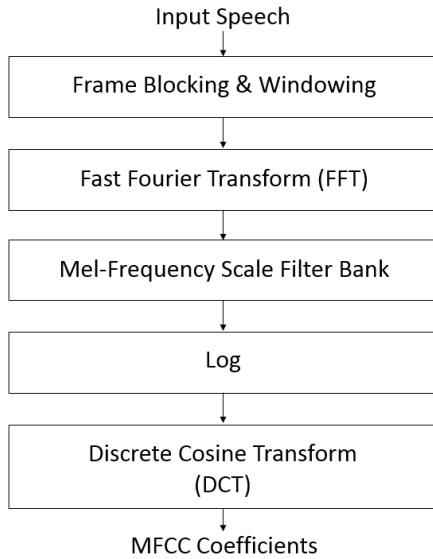 Input Speech
Frame Blocking & Windowing
Fast Fourier Transform (FFT)
Mel-Frequency Scale Filter Bank
Log
Discrete Cosine Transform
(DCT)
MFCC Coefficients